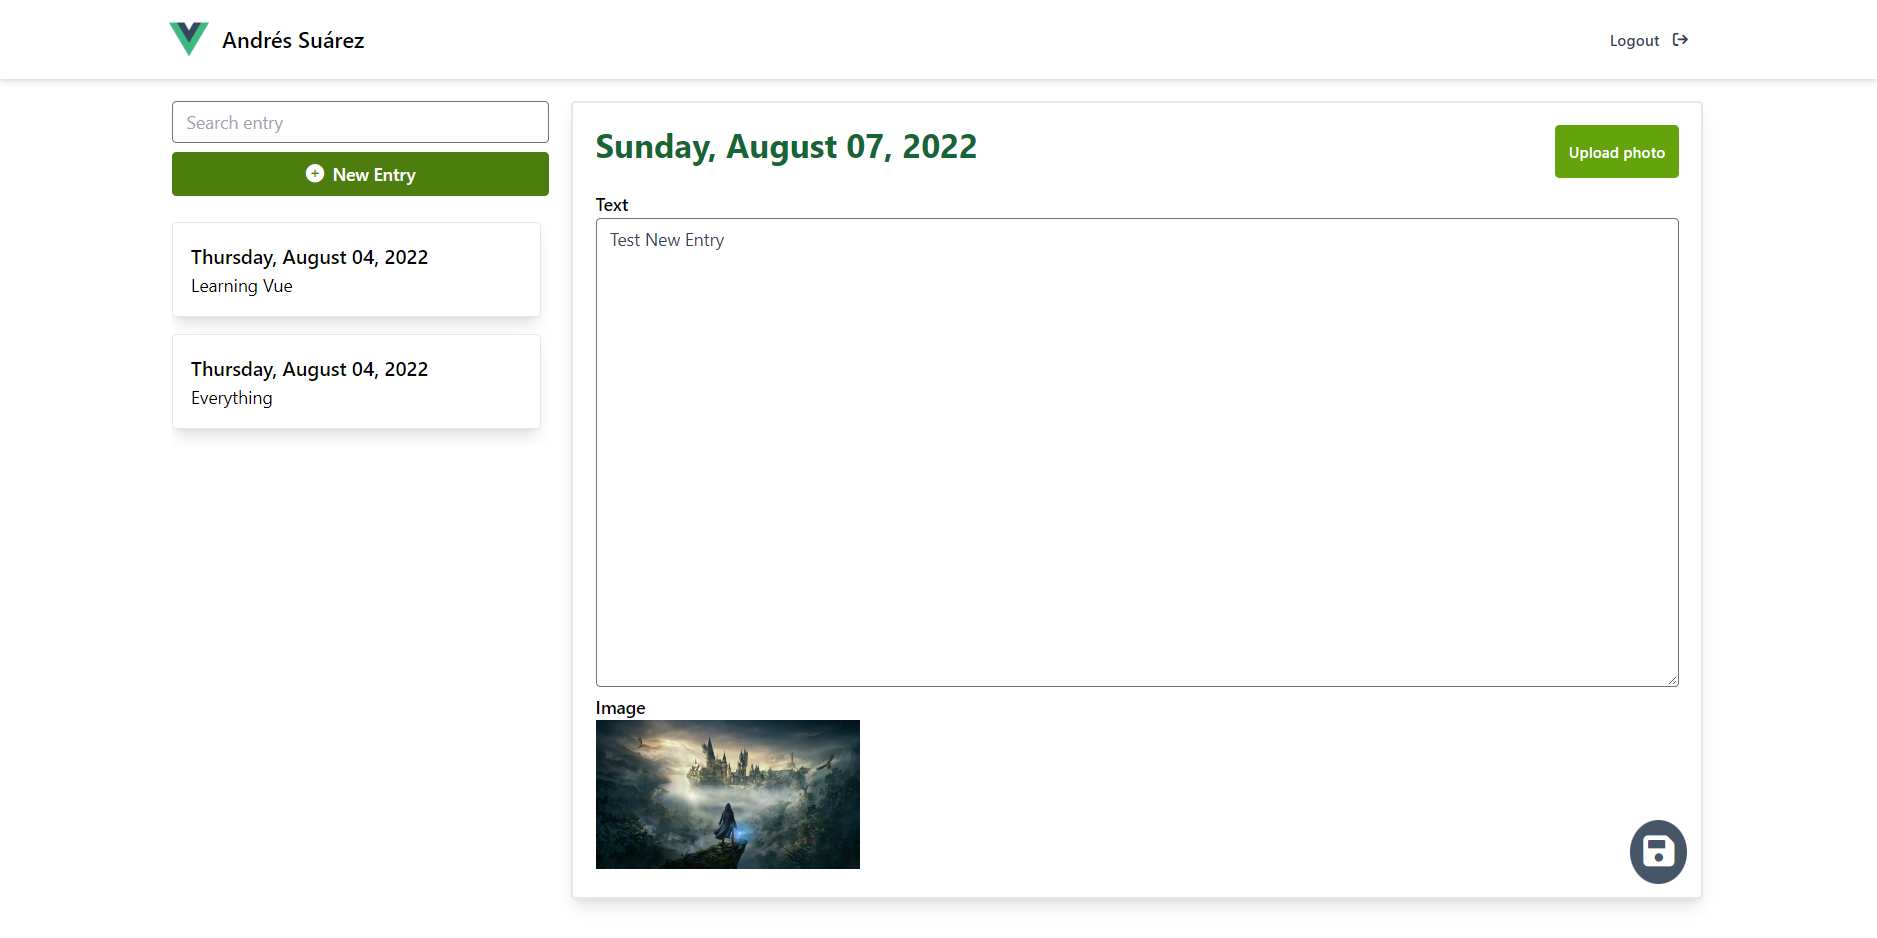 Andrés Suárez
Logout
Search entry
New Entry
Thursday, August 04, 2022
Learning Vue
Thursday, August 04, 2022
Everything
Sunday, August 07, 2022
Upload photo
Text
Test New Entry
Image